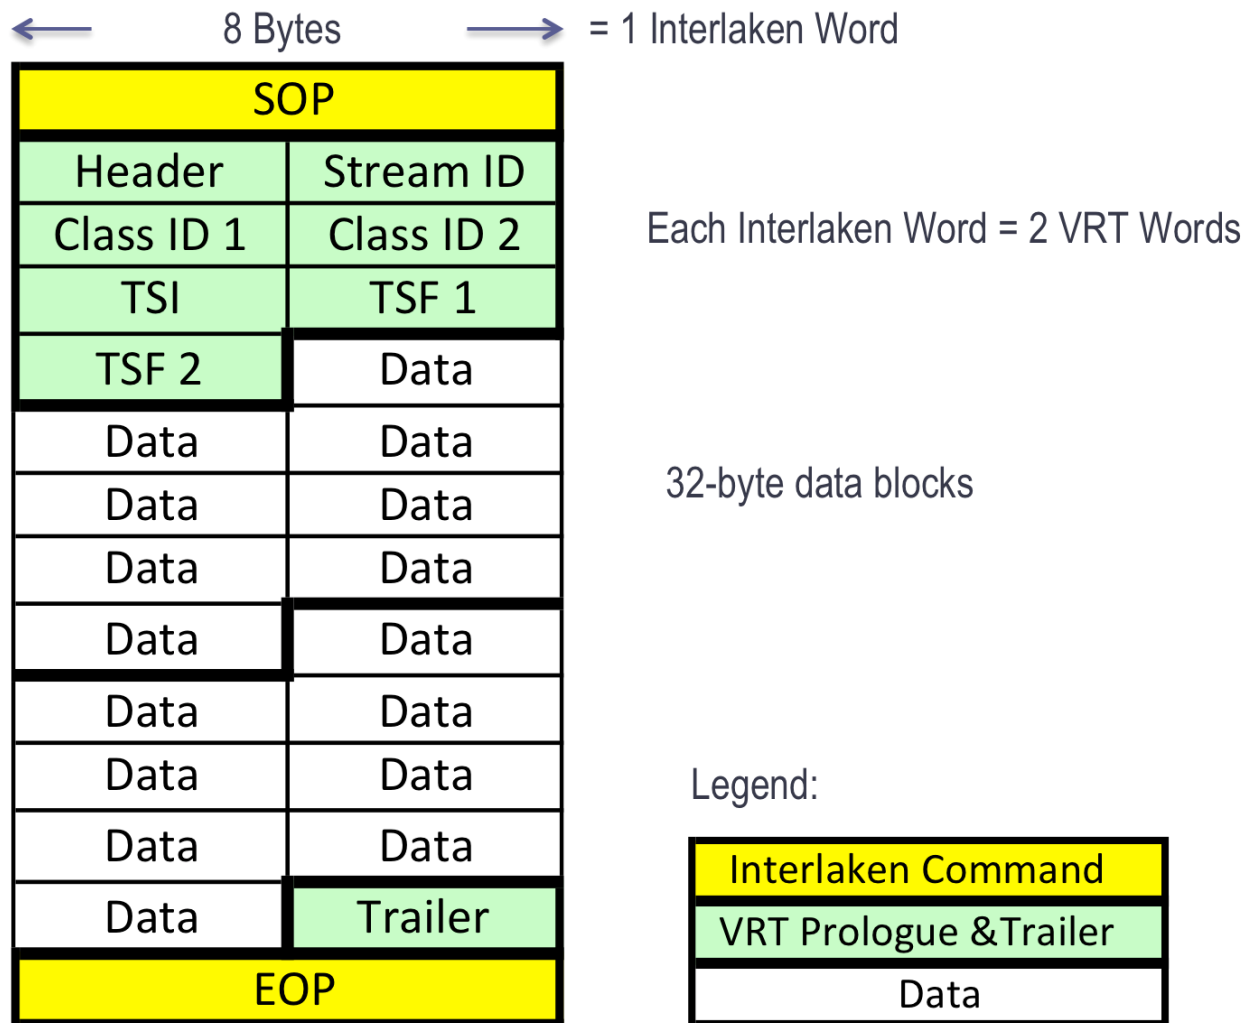 8 Bytes = 1 Interlaken Word
SOP
Header Stream ID
Class ID 1 Class ID 2
Each Interlaken Word = 2 VRT Words
TSI TSF 1
TSF 2 Data
Data Data
32-byte data blocks
Data Data
Data Data
Data Data
Data Data
Data Data
Data Data
Data Trailer
EOP
Legend:
Interlaken Command
VRT Prologue &Trailer
Data